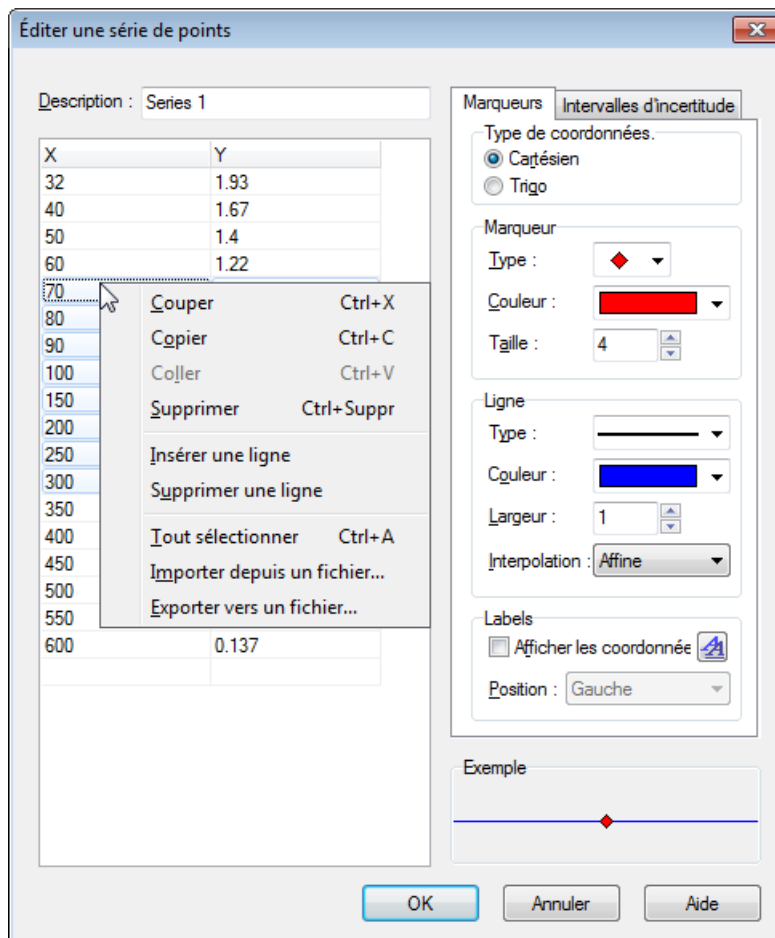 Éditer une série de points
Description : Series 1
X Y
32 1.93
40 1.67
50 1.4
60 1.22
70
80
90
100
150
200
250
300
350
400
450
500
550
600 0.137
Couper Ctrl+X
Copier Ctrl+C
Coller Ctrl+V
Supprimer Ctrl+Suppr
Insérer une ligne
Supprimer une ligne
Tout sélectionner Ctrl+A
Importer depuis un fichier...
Exporter vers un fichier...
Marqueurs Intervalles d'incertitude
Type de coordonnées.
Cartésien
Trigo
Marqueur
Type :
Couleur :
Taille : 4
Ligne
Type :
Couleur :
Largeur : 1
Interpolation : Affine
Labels
Afficher les coordonnée
Position : Gauche
Exemple
OK Annuler Aide